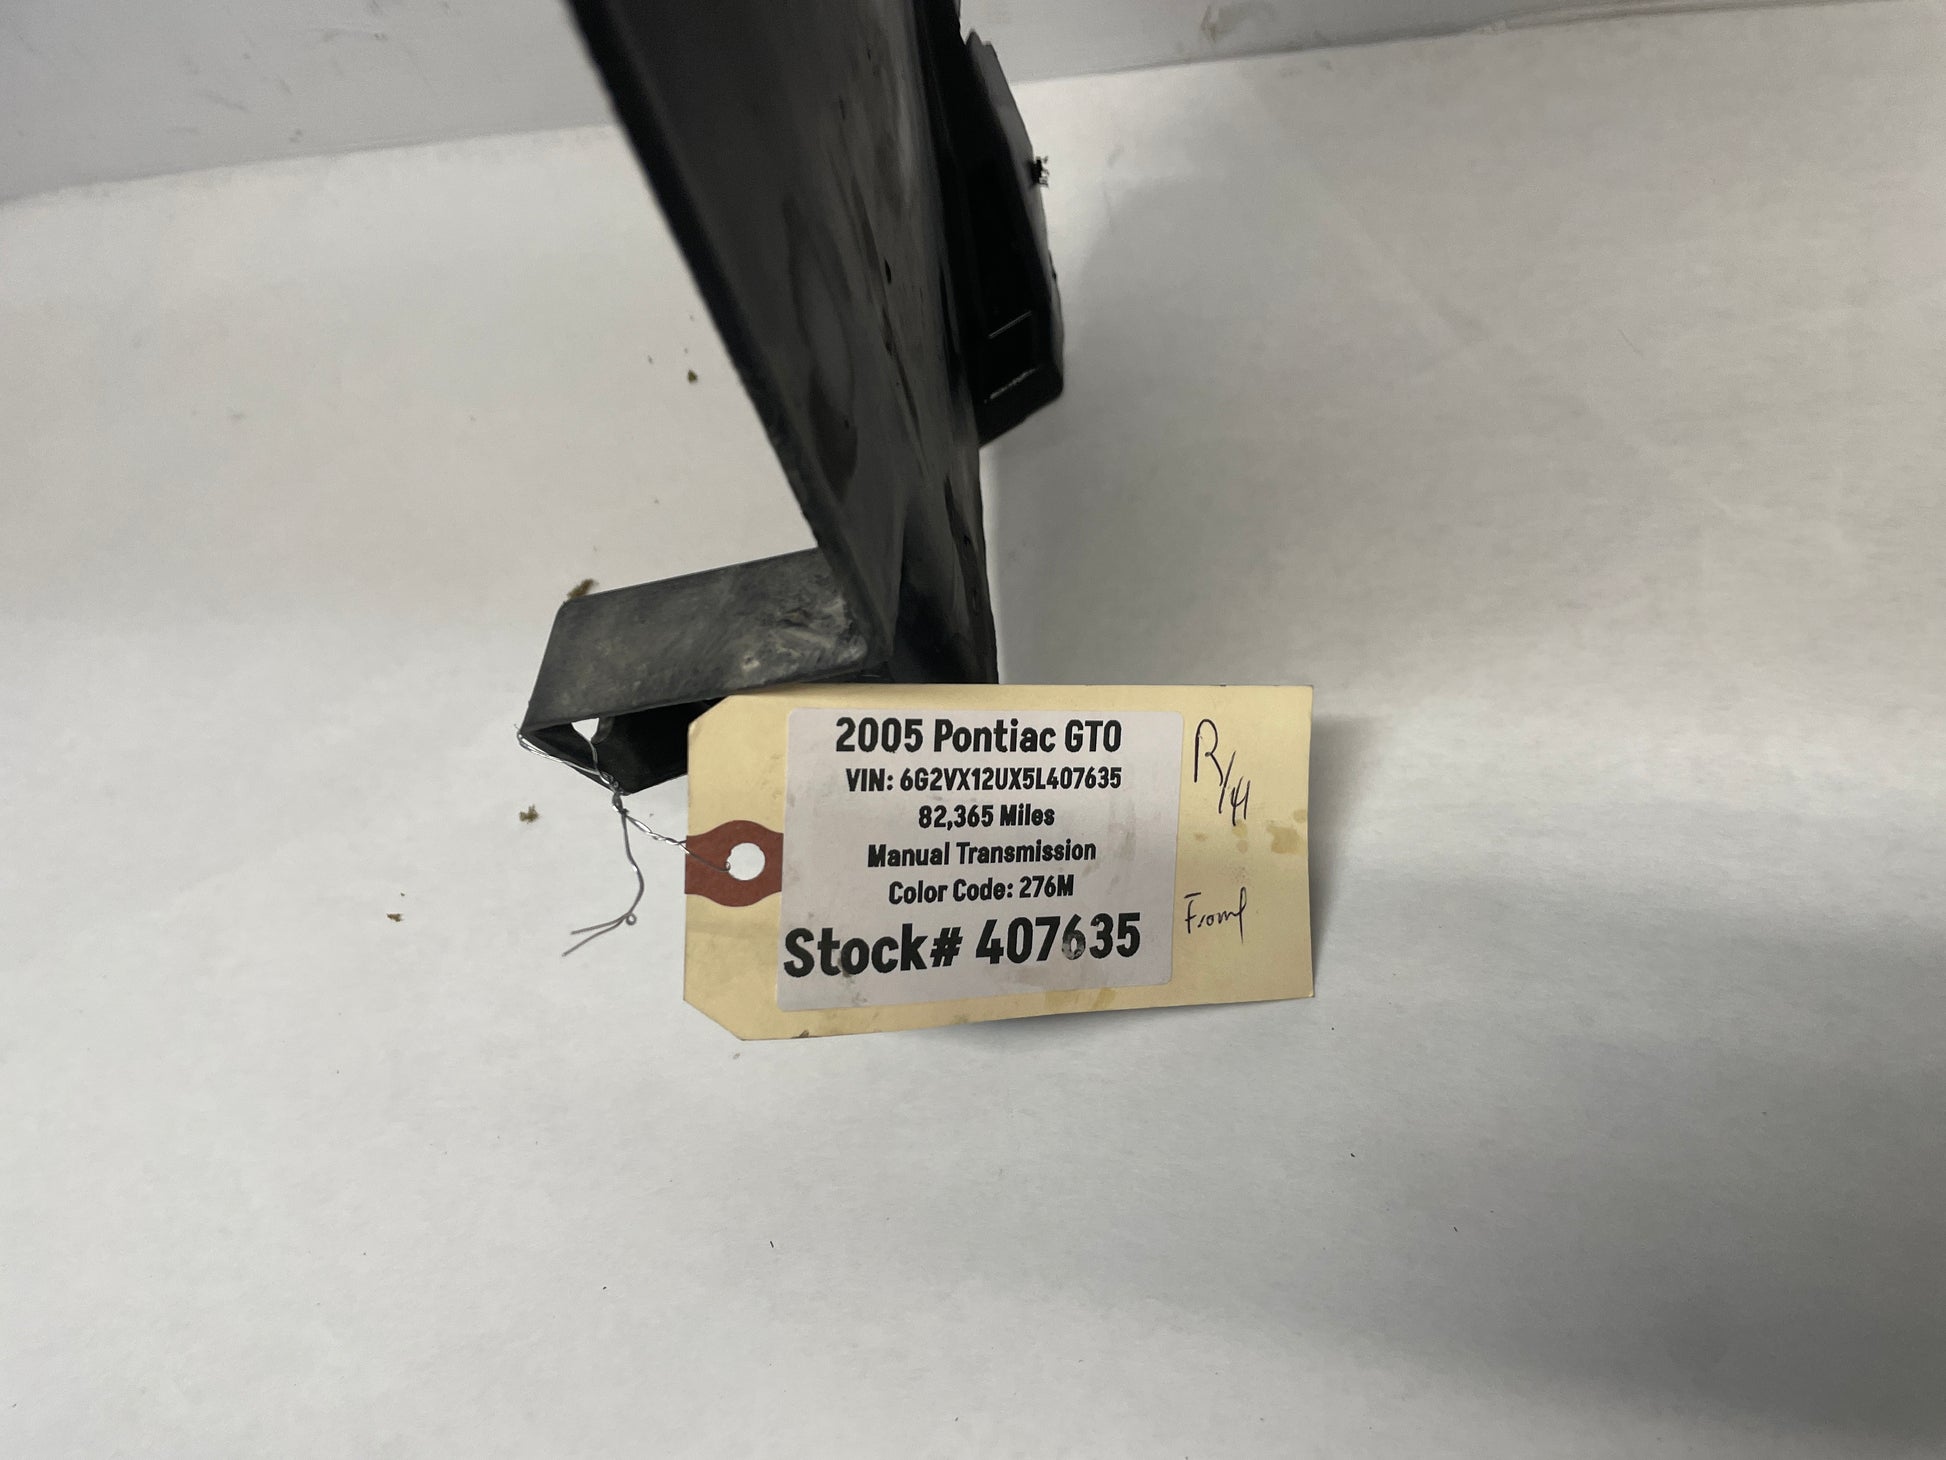 2005 Pontiac GTO
VIN: 6G2VX12UX5L407635
82,365 Miles
Manual Transmission
Color Code: 276M
Stock# 407635
Front